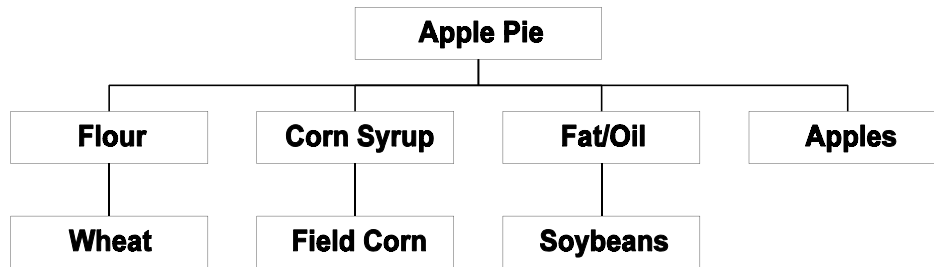 Apple Pie
Flour
Corn Syrup
Fat/Oil
Apples
Wheat
Field Corn
Soybeans